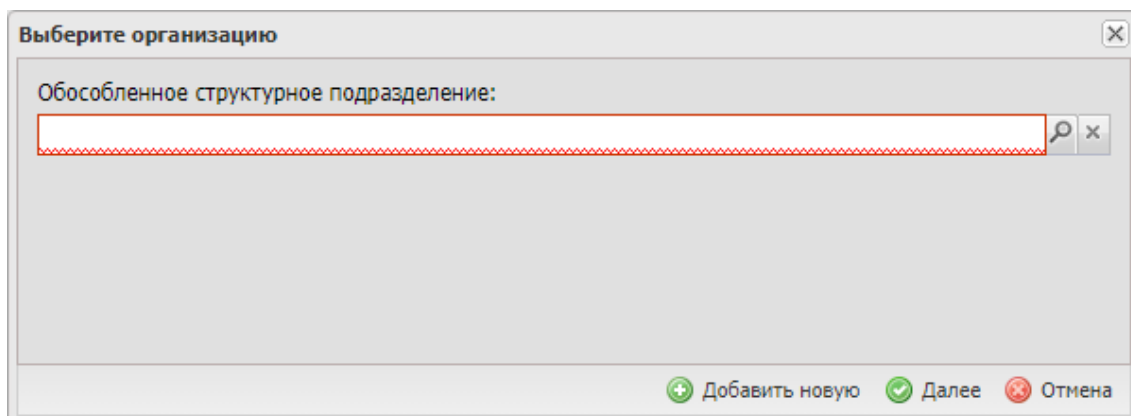 Выберите организацию
Обособленное структурное подразделение:
Добавить новую Далее Отмена